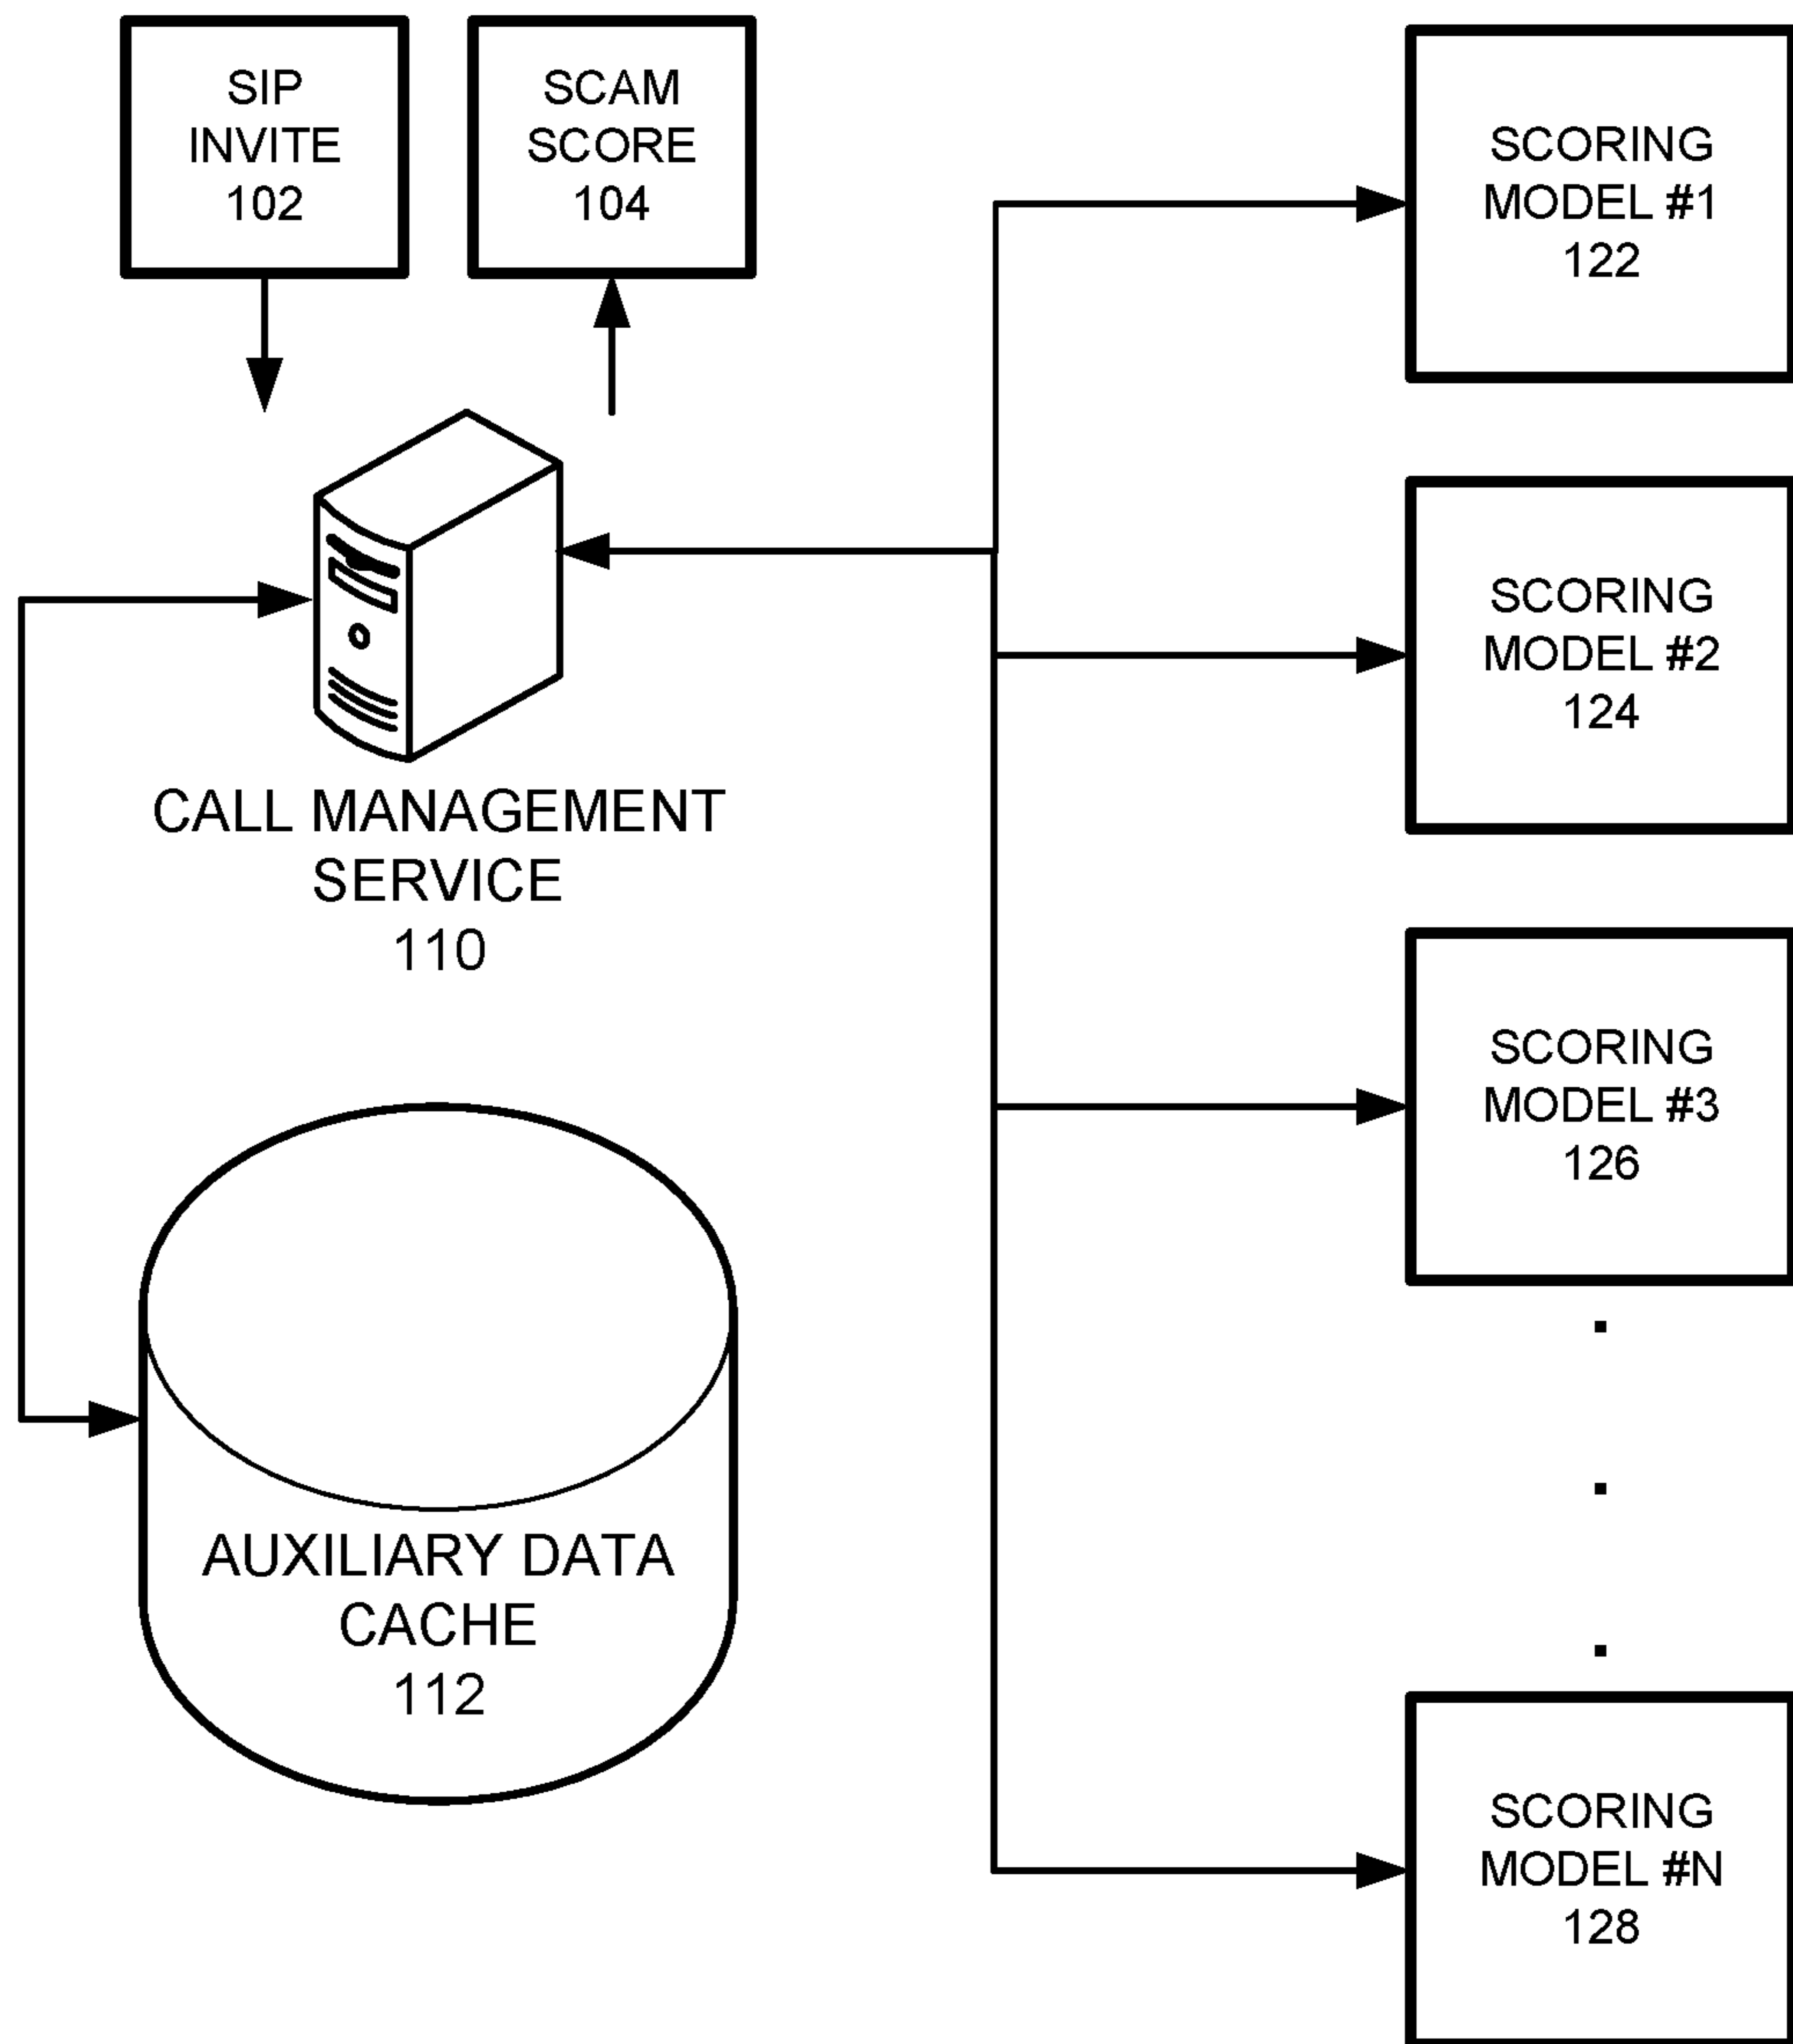 SIP
INVITE
102
SCAM
SCORE
104
CALL MANAGEMENT
SERVICE
110
AUXILIARY DATA
CACHE
112
SCORING
MODEL #1
122
SCORING
MODEL #2
124
SCORING
MODEL #3
126
SCORING
MODEL #N
128